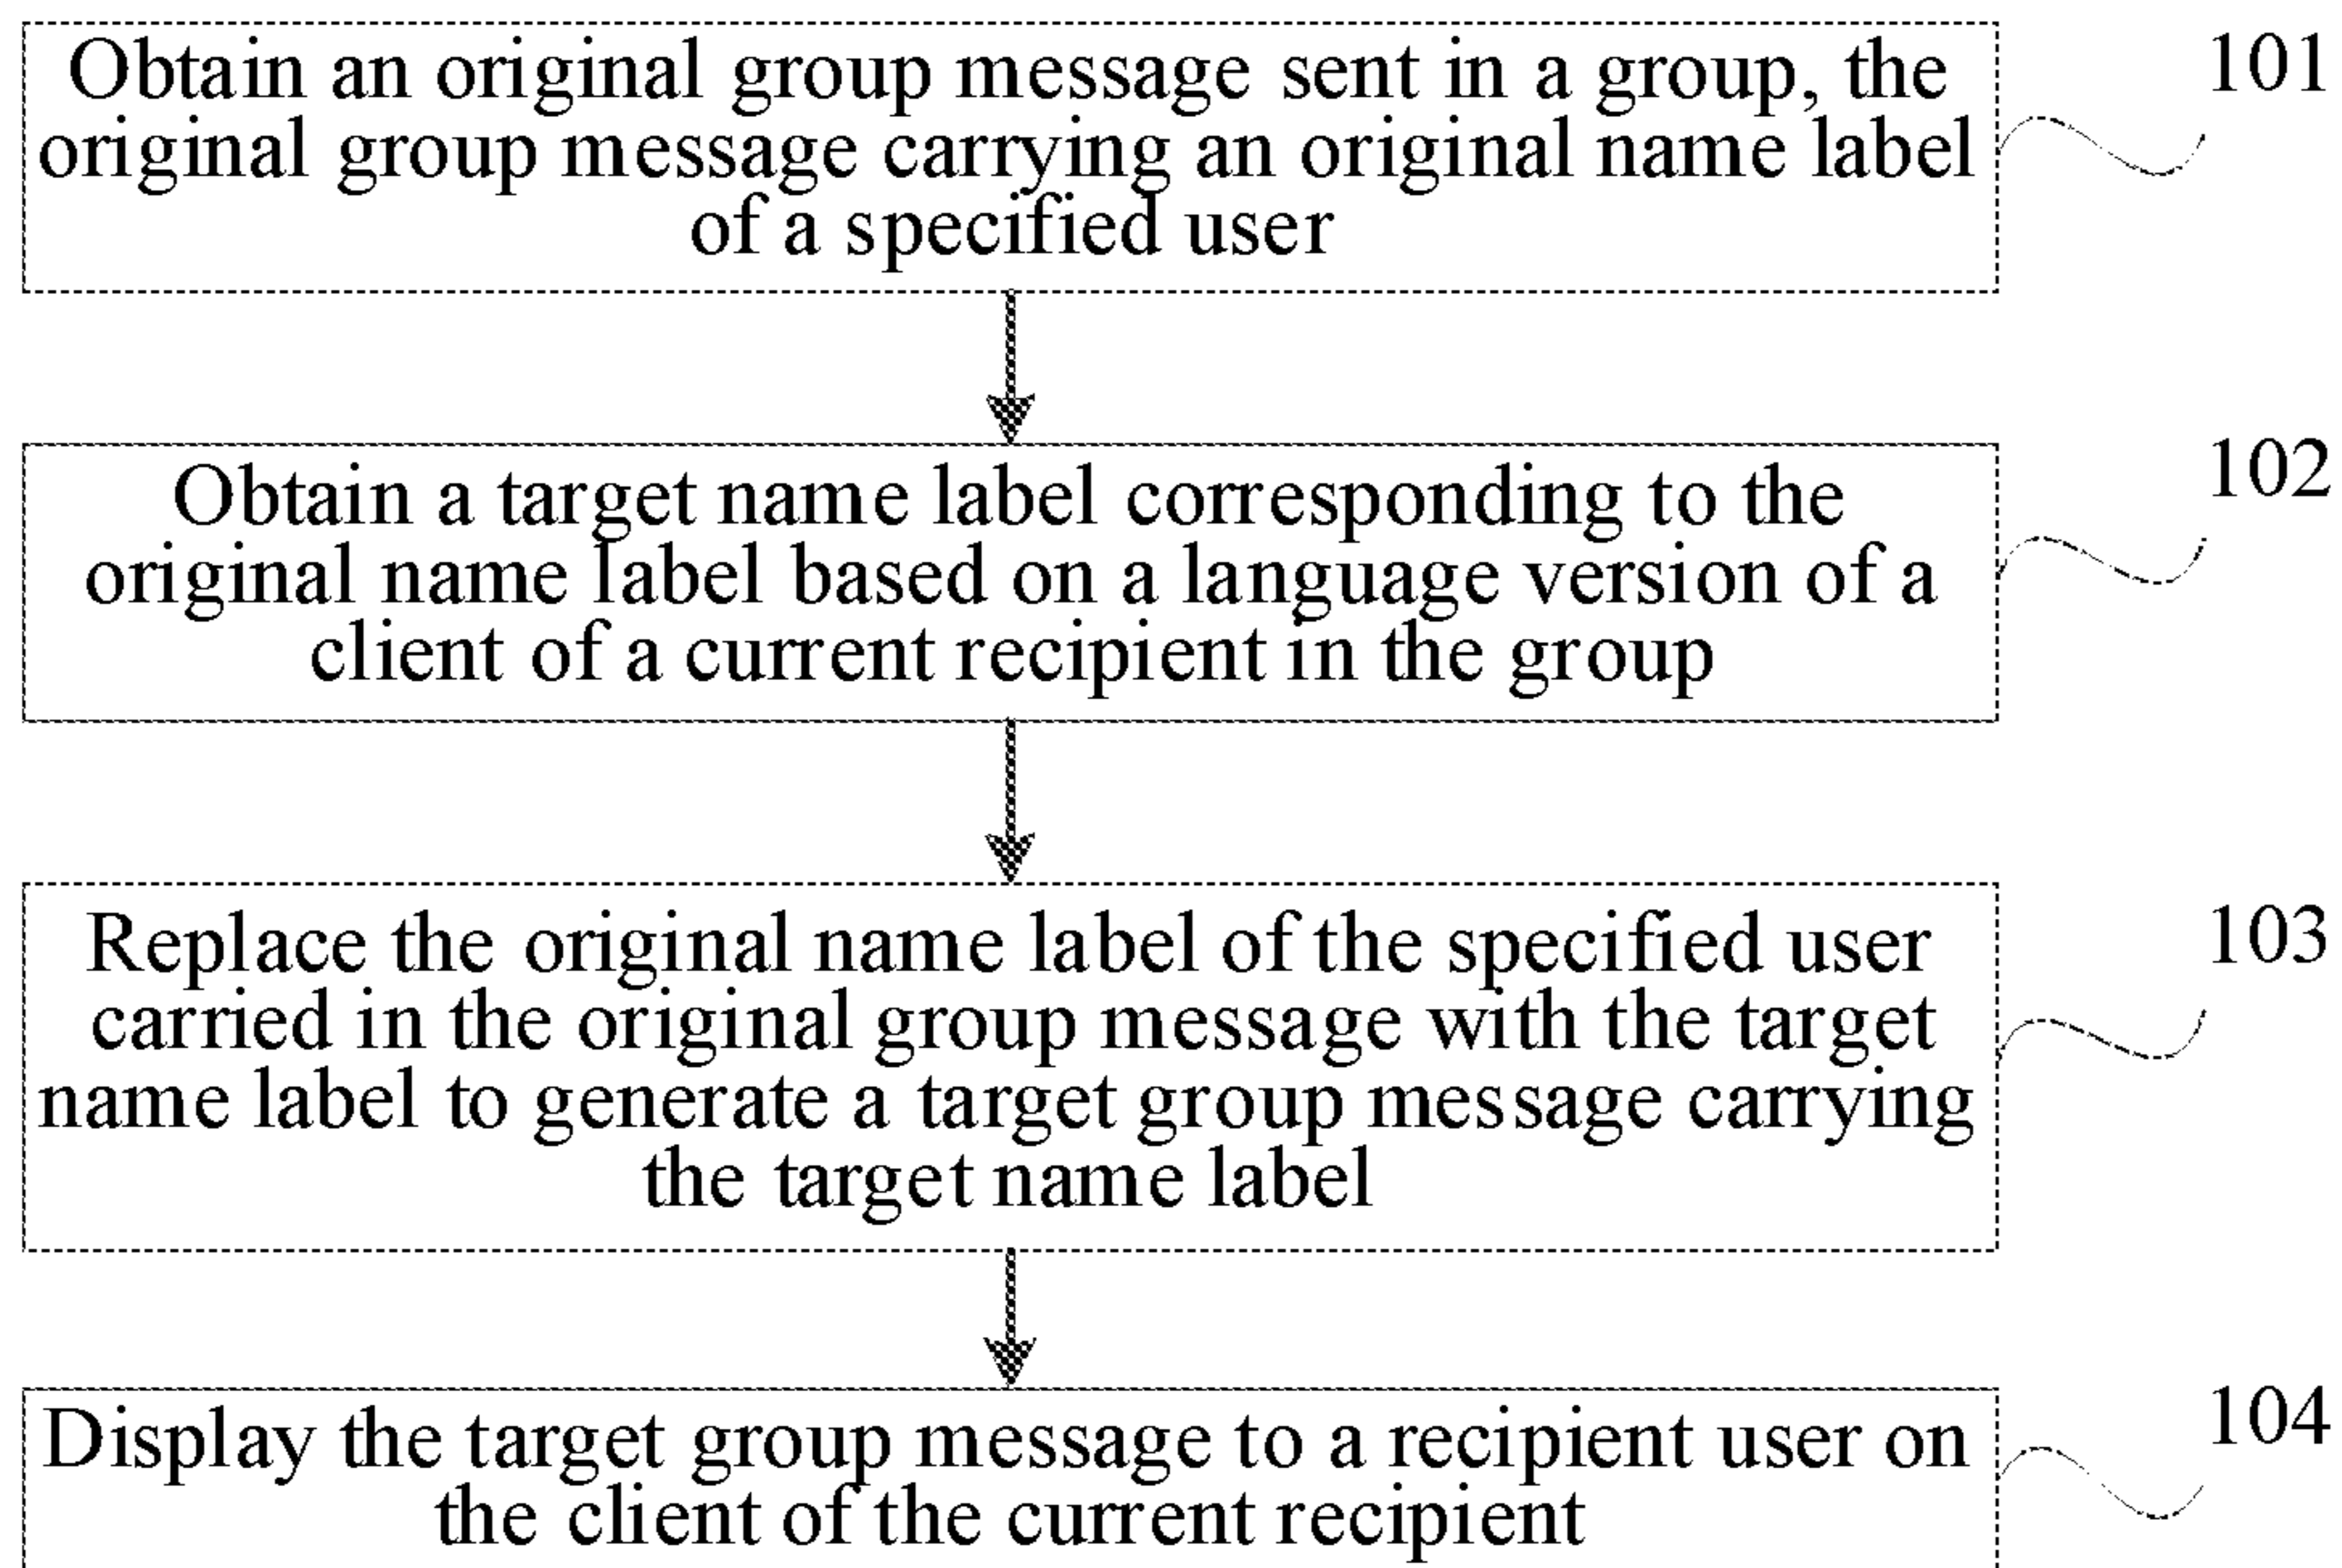 Obtain an original group message sent in a group, the
original group message carrying an original name label
of a specified user
101
Obtain a target name label corresponding to the
original name label based on a language version of a
client of a current recipient in the group
102
Replace the original name label of the specified user
carried in the original group message with the target
name label to generate a target group message carrying
the target name label
103
Display the target group message to a recipient user on
the client of the current recipient
104